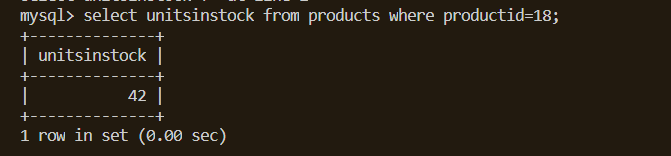 mysql> select unitsinstock from products where productid=18;
+--------------+
| unitsinstock |
+--------------+
|           42 |
+--------------+
1 row in set (0.00 sec)